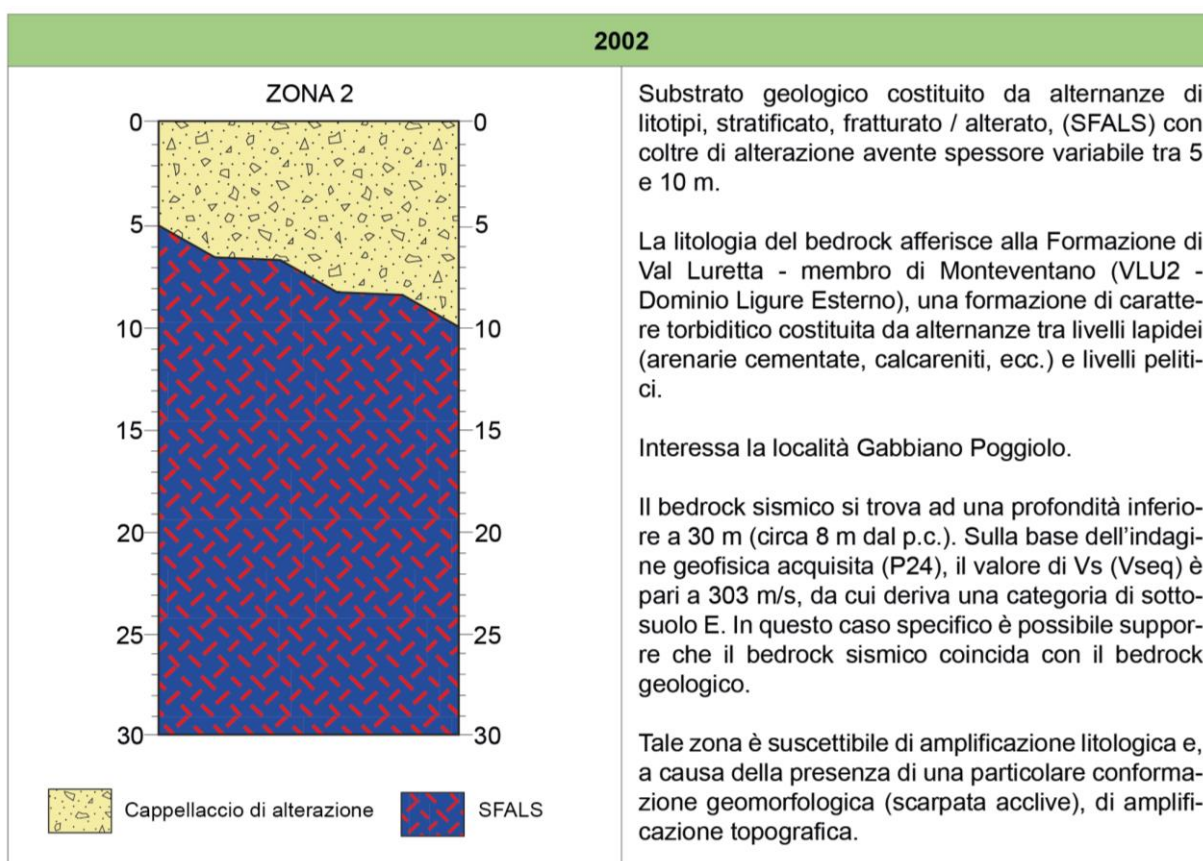 2002
ZONA 2
0
0
5
5
10
10
15
15
20
20
25
25
30
30
Cappellaccio di alterazione
SFALS
Substrato geologico costituito da alternanze di
litotipi, stratificato, fratturato / alterato, (SFALS) con
coltre di alterazione avente spessore variabile tra 5
e 10 m.
La litologia del bedrock afferisce alla Formazione di
Val Luretta - membro di Monteventano (VLU2 -
Dominio Ligure Esterno), una formazione di caratte-
re torbiditico costituita da alternanze tra livelli lapidei
(arenarie cementate, calcareniti, ecc.) e livelli peliti-
ci.
Interessa la località Gabbiano Poggiolo.
Il bedrock sismico si trova ad una profondità inferio-
re a 30 m (circa 8 m dal p.c.). Sulla base dell'indagi-
ne geofisica acquisita (P24), il valore di Vs (Vseq) è
pari a 303 m/s, da cui deriva una categoria di sotto-
suolo E. In questo caso specifico è possibile suppor-
re che il bedrock sismico coincida con il bedrock
geologico.
Tale zona è suscettibile di amplificazione litologica e,
a causa della presenza di una particolare conforma-
zione geomorfologica (scarpata acclive), di amplifi-
cazione topografica.